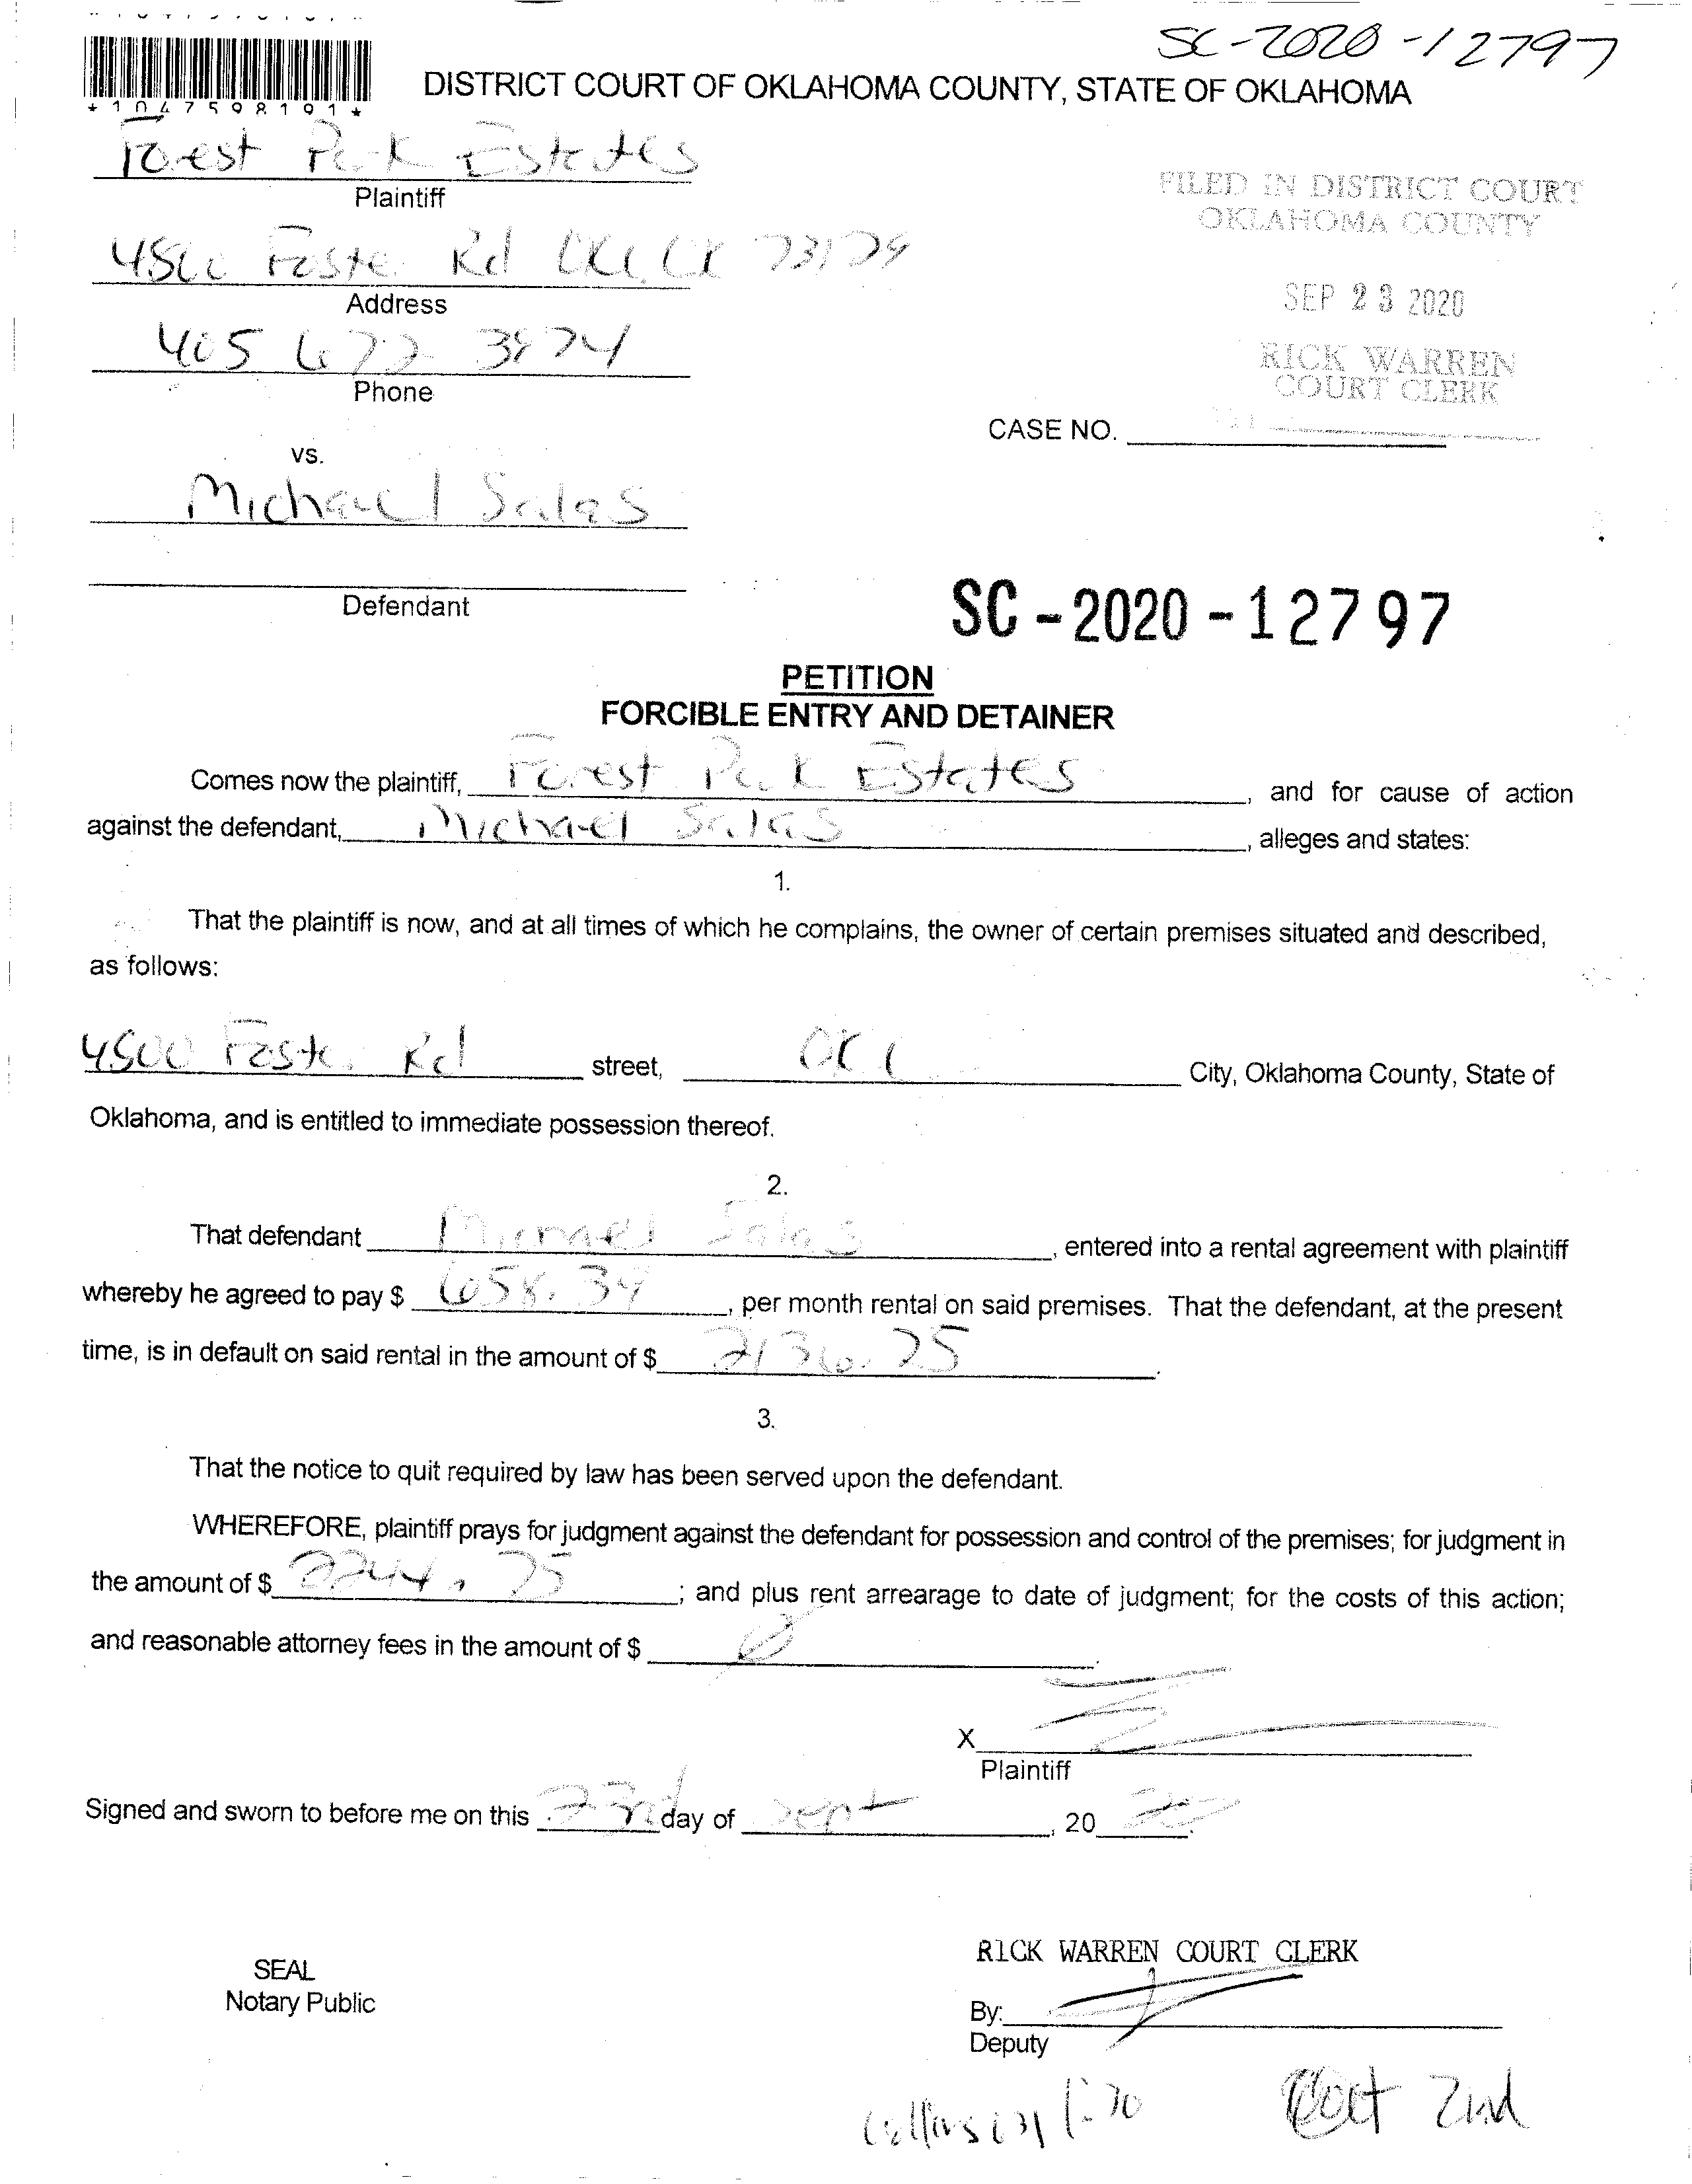 SC-2020-12797
*1047598191*
DISTRICT COURT OF OKLAHOMA COUNTY, STATE OF OKLAHOMA
Forest Park Estates
Plaintiff
FILED IN DISTRICT COURT
OKLAHOMA COUNTY
4500 Foster Rd OKC OK 73129
SEP 23 2020
Address
405 672 3874
RICK WARREN
COURT CLERK
Phone
CASE NO.
vs.
Michael Salas
Defendant
SC-2020-12797
PETITION
FORCIBLE ENTRY AND DETAINER
Comes now the plaintiff, Forest Park Estates, and for cause of action
against the defendant, Michael Salas, alleges and states:
1.
That the plaintiff is now, and at all times of which he complains, the owner of certain premises situated and described,
as follows:
4500 Foster Rd street, OKC City, Oklahoma County, State of
Oklahoma, and is entitled to immediate possession thereof.
2.
That defendant Michael Salas, entered into a rental agreement with plaintiff
whereby he agreed to pay $ 658.34, per month rental on said premises. That the defendant, at the present
time, is in default on said rental in the amount of $ 2136.25.
3.
That the notice to quit required by law has been served upon the defendant.
WHEREFORE, plaintiff prays for judgment against the defendant for possession and control of the premises; for judgment in
the amount of $ 2244.25; and plus rent arrearage to date of judgment; for the costs of this action;
and reasonable attorney fees in the amount of $ Ø.
X
Plaintiff
Signed and sworn to before me on this 23rd day of Sept, 20 20.
RICK WARREN COURT CLERK
SEAL
Notary Public
By:
Deputy
1:30 Oct 2nd